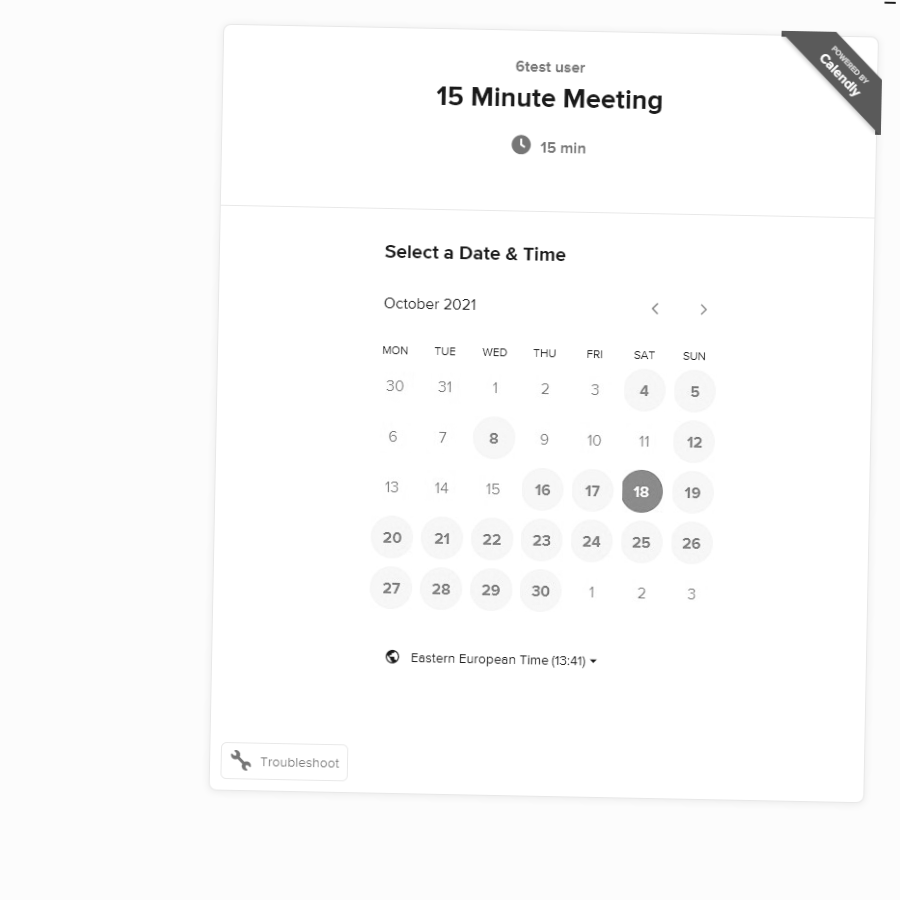 POWERED BY
Calendly
6test user
15 Minute Meeting
15 min
Select a Date & Time
October 2021
MON TUE WED THU FRI SAT SUN
30 31 1 2 3 4 5
6 7 8 9 10 11 12
13 14 15 16 17 18 19
20 21 22 23 24 25 26
27 28 29 30 1 2 3
Eastern European Time (13:41)
Troubleshoot